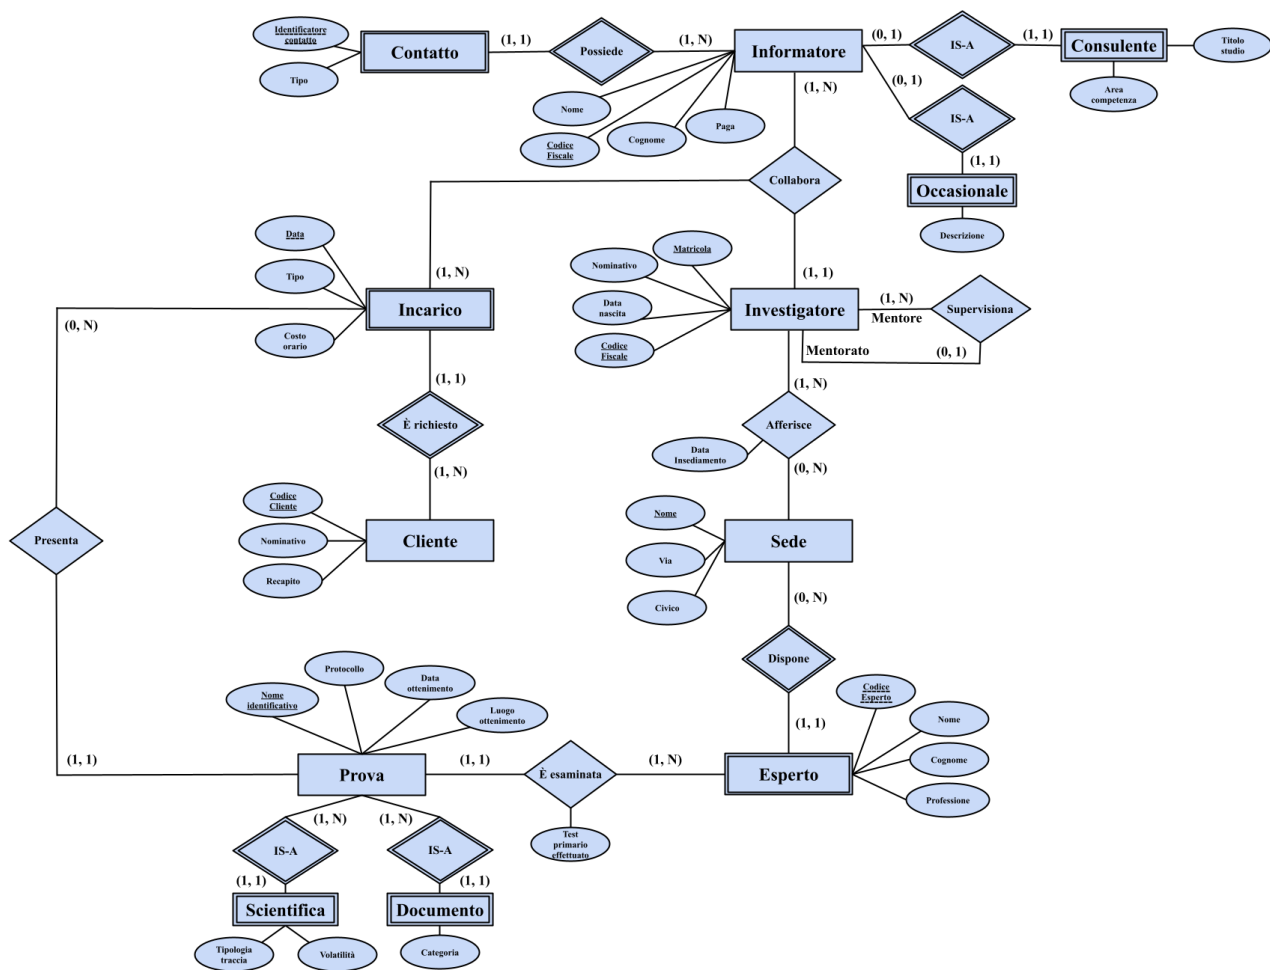 Identificatore
contatto
Tipo
Contatto
(1, 1)
Possiede
(1, N)
Informatore
(0, 1)
IS-A
(1, 1)
Consulente
Titolo
studio
Area
competenza
(0, 1)
IS-A
(1, 1)
Occasionale
Descrizione
Nome
Codice
Fiscale
Cognome
Paga
(1, N)
Collabora
(1, N)
(1, 1)
Data
Tipo
Costo
orario
Incarico
(0, N)
Matricola
Nominativo
Data
nascita
Codice
Fiscale
Investigatore
(1, N)
Mentore
Supervisiona
Mentorato
(0, 1)
(1, 1)
È richiesto
(1, N)
(1, N)
Afferisce
Data
Insediamento
(0, N)
Codice
Cliente
Nominativo
Recapito
Cliente
Presenta
Nome
Via
Civico
Sede
(0, N)
Dispone
(1, 1)
Codice
Esperto
Nome
Cognome
Professione
Esperto
Protocollo
Nome
identificativo
Data
ottenimento
Luogo
ottenimento
(1, 1)
Prova
(1, 1)
È esaminata
(1, N)
Test
primario
effettuato
(1, N)
(1, N)
IS-A
IS-A
(1, 1)
(1, 1)
Scientifica
Documento
Tipologia
traccia
Volatilità
Categoria